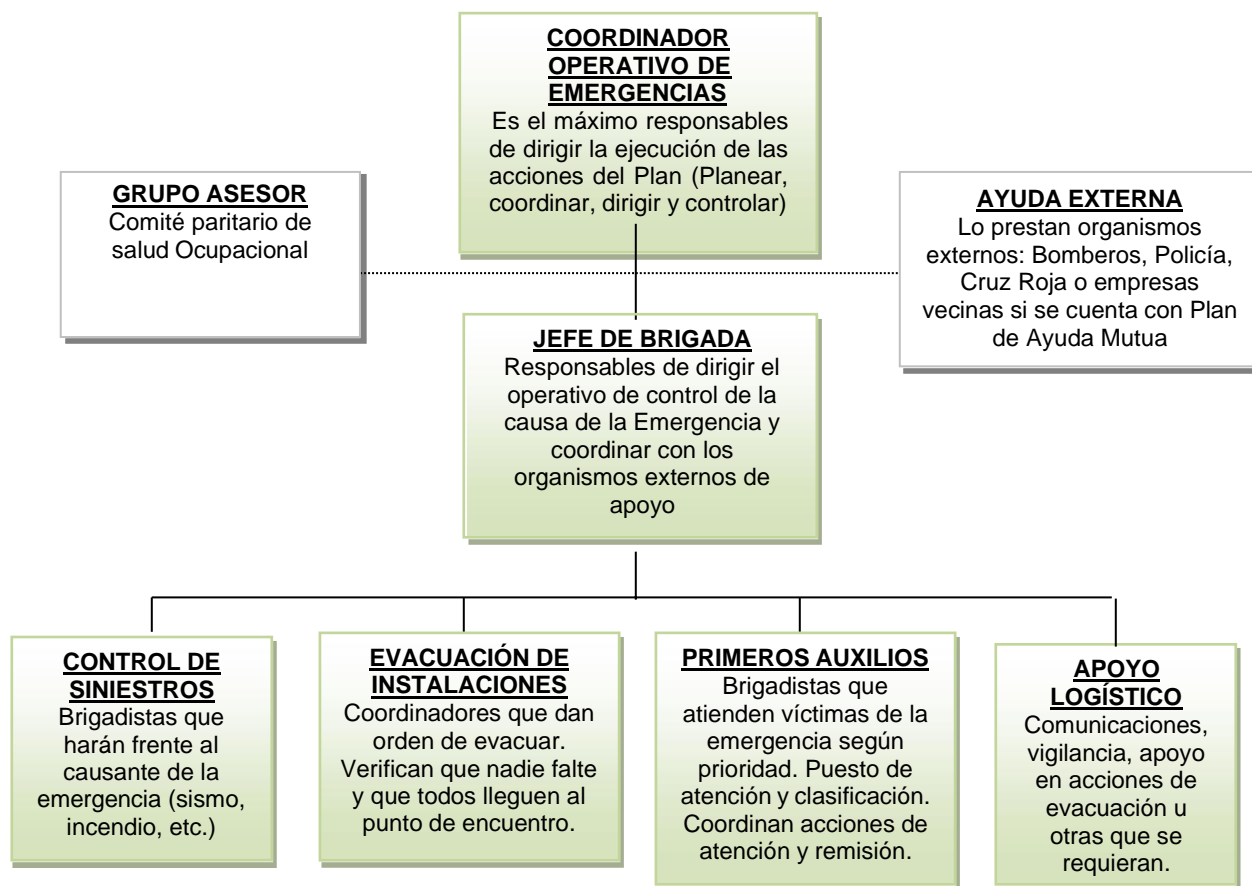 COORDINADOR
OPERATIVO DE
EMERGENCIAS
Es el máximo responsables
de dirigir la ejecución de las
acciones del Plan (Planear,
coordinar, dirigir y controlar)
GRUPO ASESOR
Comité paritario de
salud Ocupacional
AYUDA EXTERNA
Lo prestan organismos
externos: Bomberos, Policía,
Cruz Roja o empresas
vecinas si se cuenta con Plan
de Ayuda Mutua
JEFE DE BRIGADA
Responsables de dirigir el
operativo de control de la
causa de la Emergencia y
coordinar con los
organismos externos de
apoyo
CONTROL DE
SINIESTROS
Brigadistas que
harán frente al
causante de la
emergencia (sismo,
incendio, etc.)
EVACUACIÓN DE
INSTALACIONES
Coordinadores que dan
orden de evacuar.
Verifican que nadie falte
y que todos lleguen al
punto de encuentro.
PRIMEROS AUXILIOS
Brigadistas que
atienden víctimas de la
emergencia según
prioridad. Puesto de
atención y clasificación.
Coordinan acciones de
atención y remisión.
APOYO
LOGÍSTICO
Comunicaciones,
vigilancia, apoyo
en acciones de
evacuación u
otras que se
requieran.